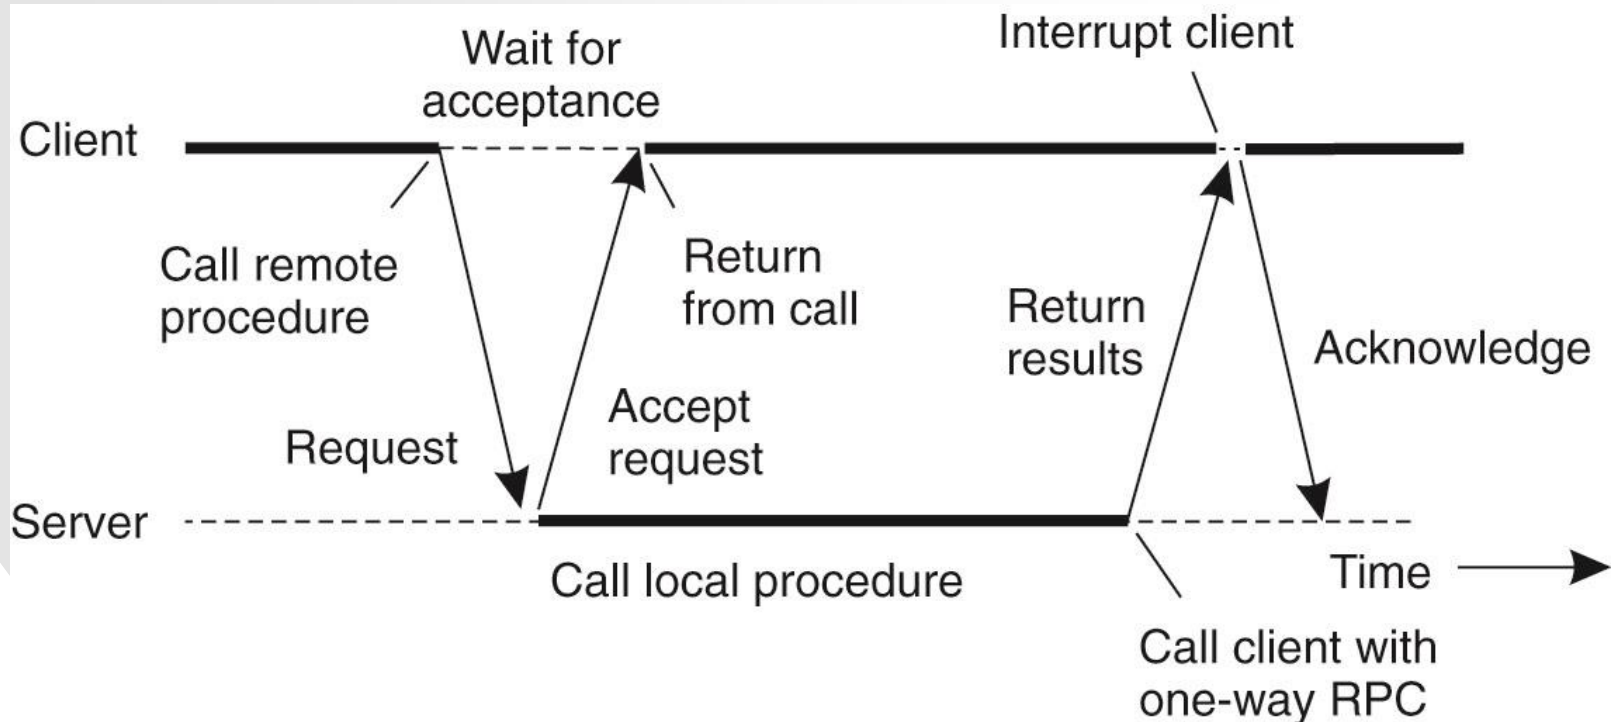 Interrupt client
Wait for
acceptance
Client
Call remote
procedure
Return
from call
Return
results
Acknowledge
Accept
request
Request
Server
Call local procedure
Time
Call client with
one-way RPC